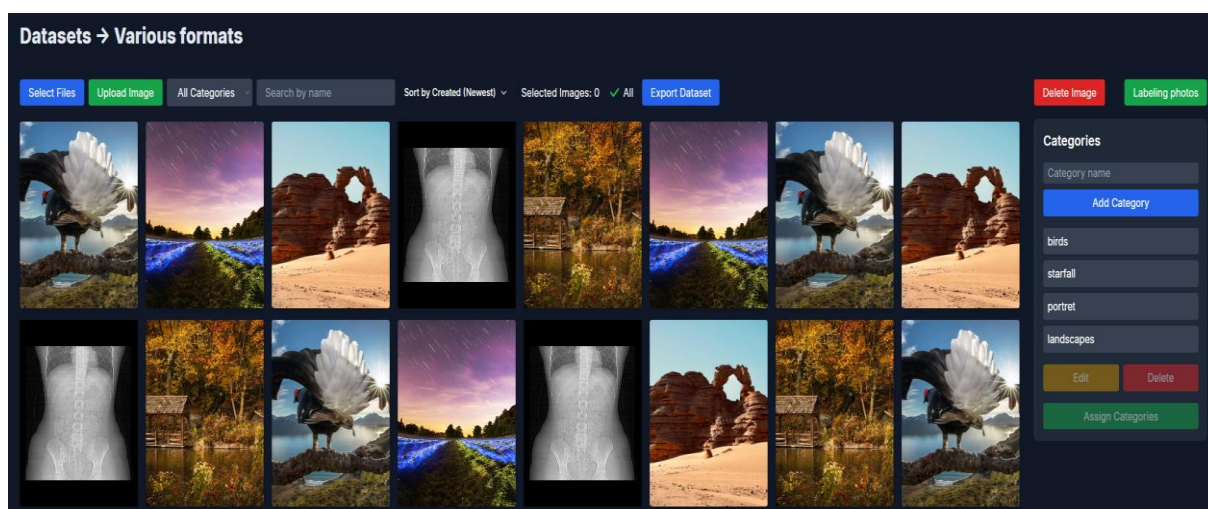 Datasets → Various formats
Select Files
Upload Image
All Categories
Search by name
Sort by Created (Newest)
Selected Images: 0
All
Export Dataset
Delete Image
Labeling photos
Categories
Category name
Add Category
birds
starfall
portret
landscapes
Edit
Delete
Assign Categories